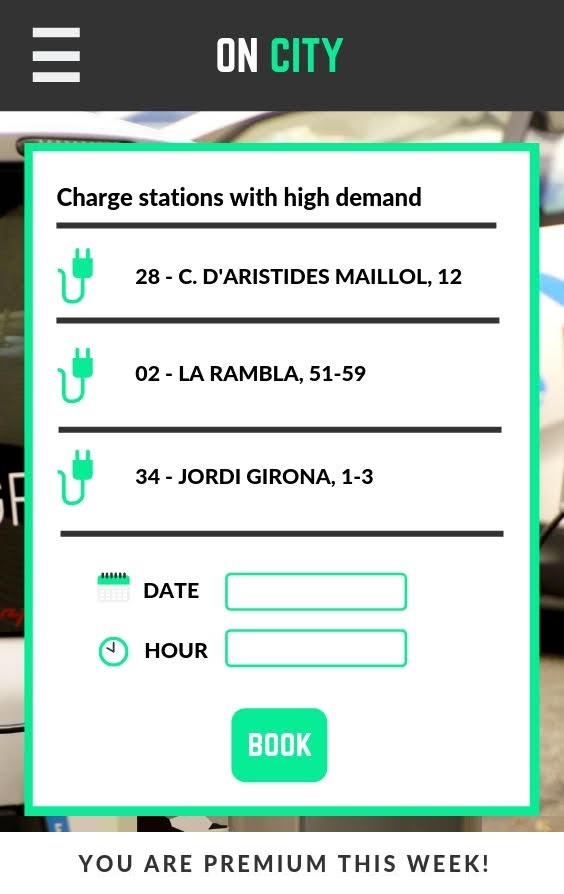 ON CITY
Charge stations with high demand
28 - C. D'ARISTIDES MAILLOL, 12
02 - LA RAMBLA, 51-59
34 - JORDI GIRONA, 1-3
DATE
HOUR
BOOK
YOU ARE PREMIUM THIS WEEK!